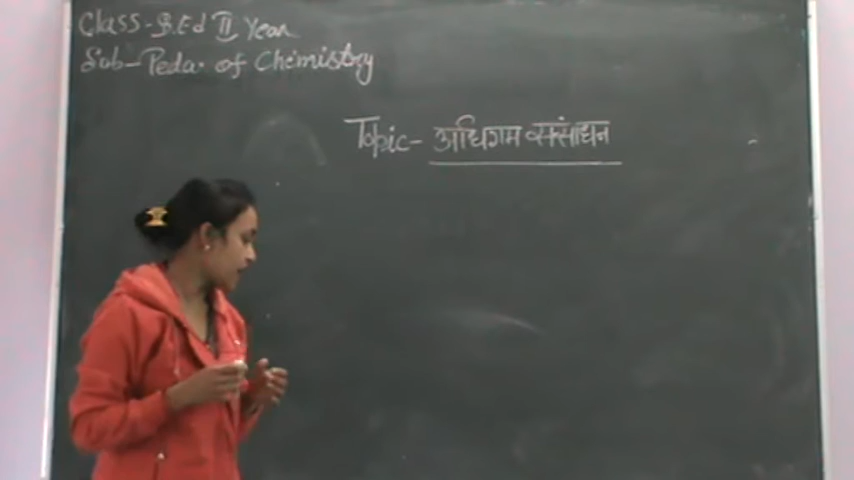 Class-B.Ed II Year
Sub-Peda. of Chemistry
Topic- अधिगम संसाधन